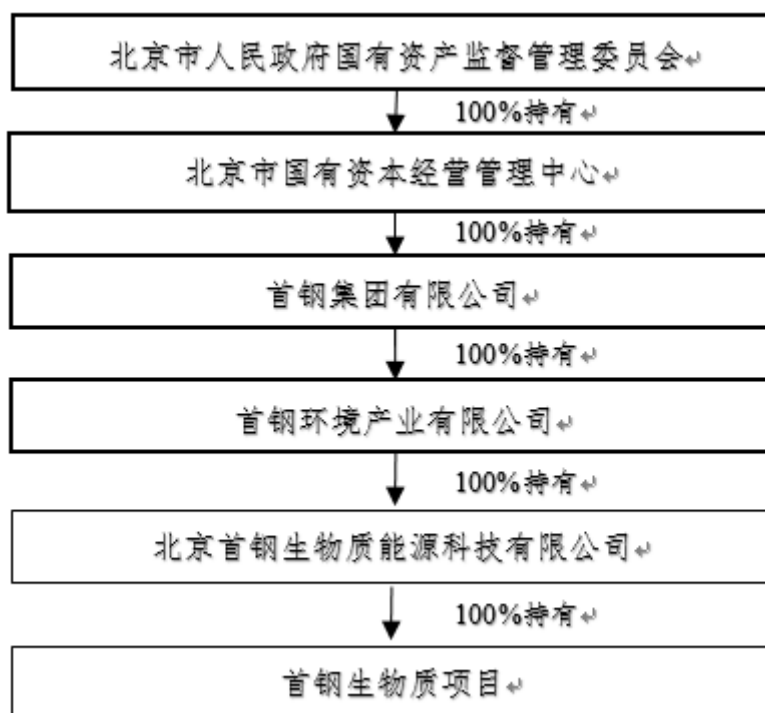 北京市人民政府国有资产监督管理委员会↵
100%持有↵
北京市国有资本经营管理中心↵
100%持有↵
首钢集团有限公司↵
100%持有↵
首钢环境产业有限公司↵
100%持有↵
北京首钢生物质能源科技有限公司↵
100%持有↵
首钢生物质项目↵